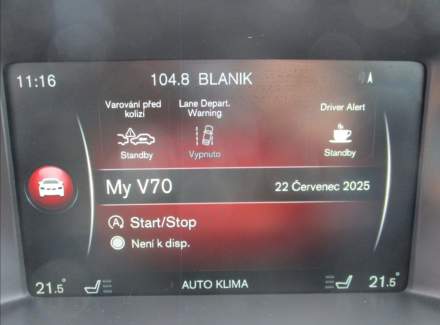 11:16
104.8 BLANIK
Varování před
kolizí
Lane Depart.
Warning
Driver Alert
Standby
Vypnuto
Standby
My V70
22 Červenec 2025
Start/Stop
Není k disp.
21.5°
AUTO KLIMA
21.5°